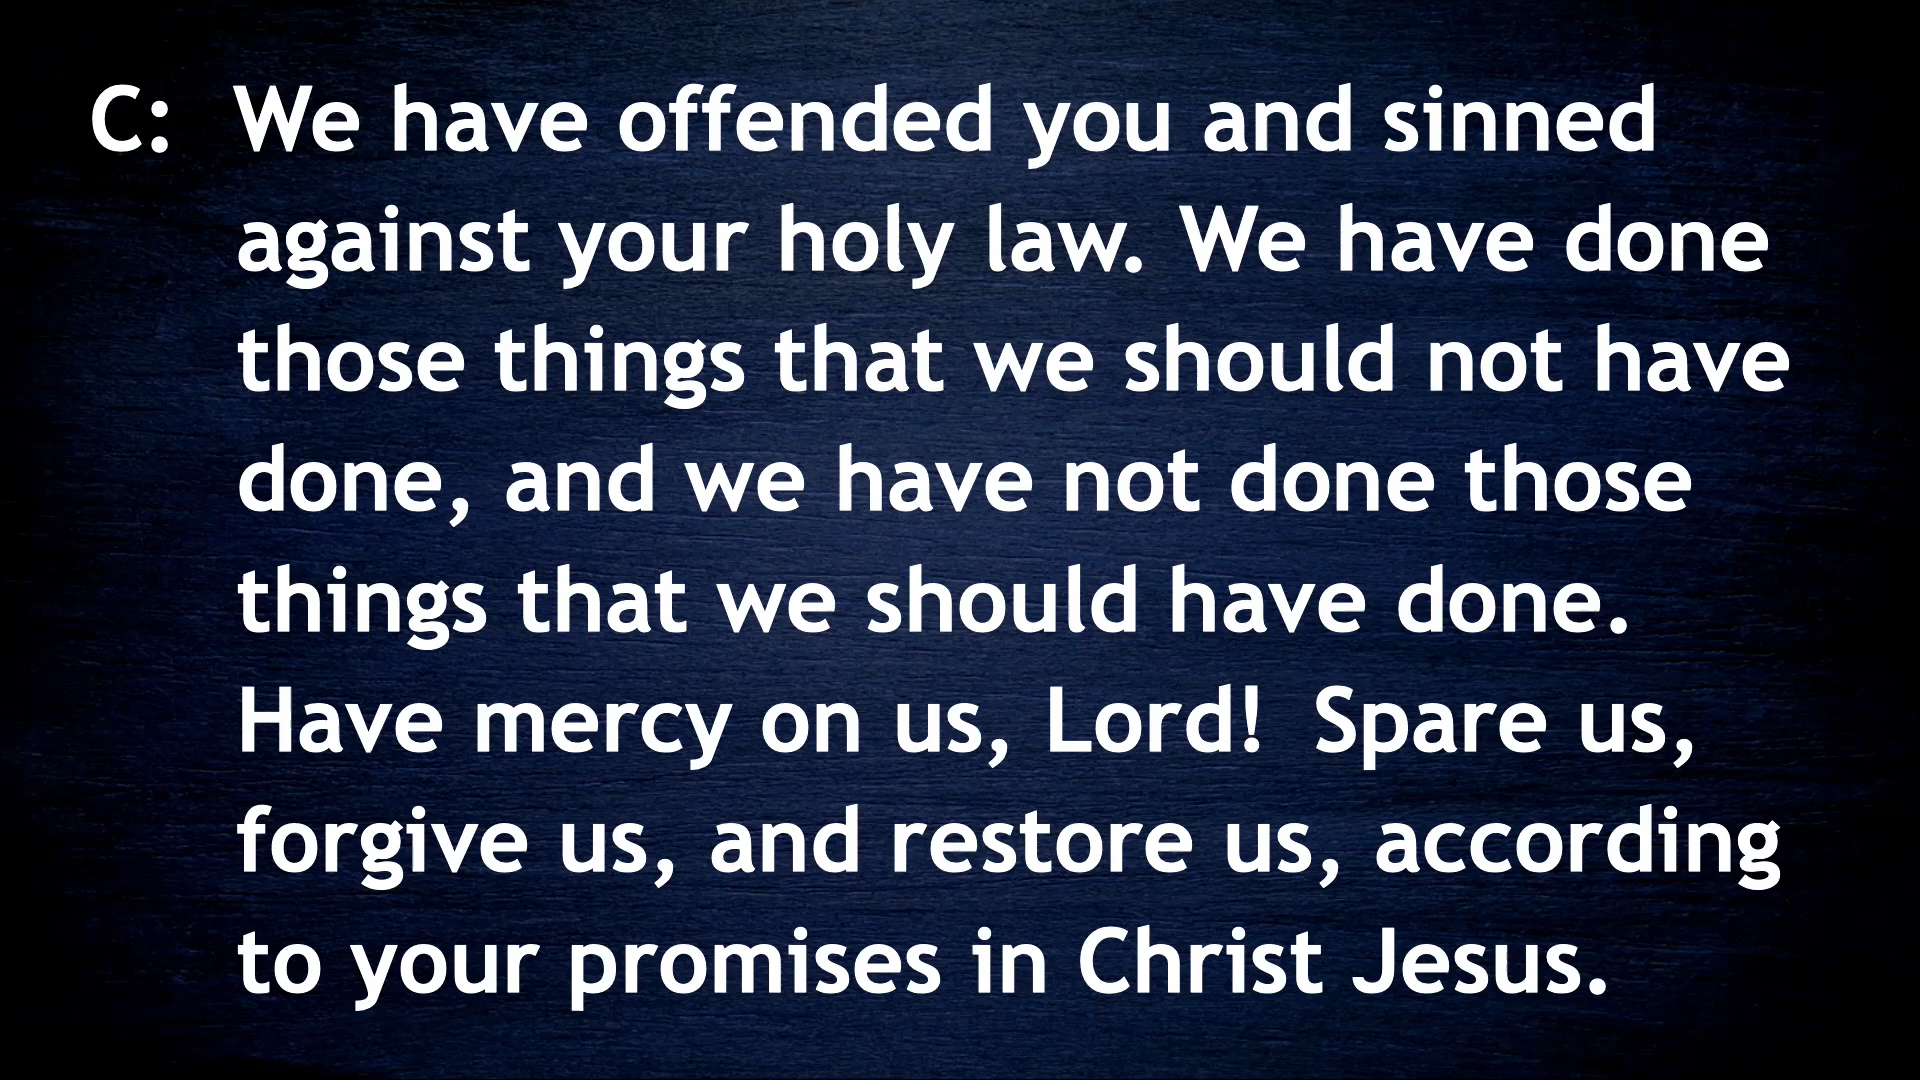 C: We have offended you and sinned
against your holy law. We have done
those things that we should not have
done, and we have not done those
things that we should have done.
Have mercy on us, Lord!  Spare us,
forgive us, and restore us, according
to your promises in Christ Jesus.